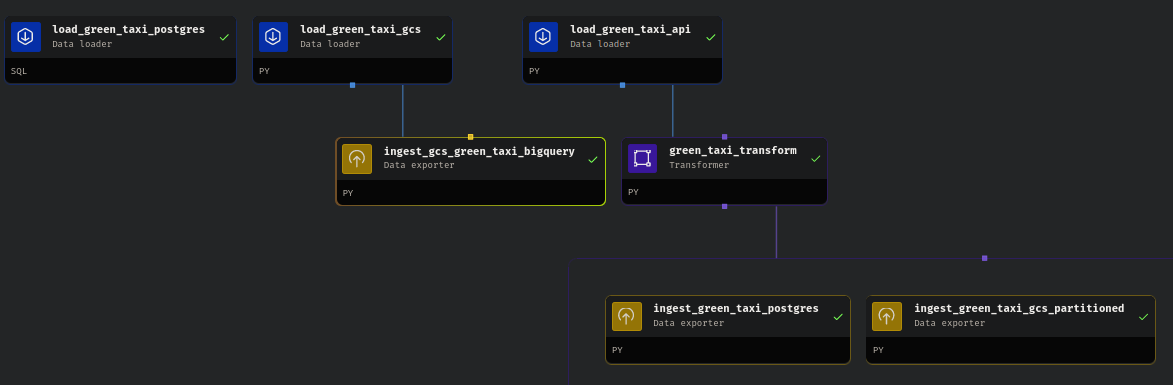 load_green_taxi_postgres
Data loader
SQL
load_green_taxi_gcs
Data loader
PY
load_green_taxi_api
Data loader
PY
ingest_gcs_green_taxi_bigquery
Data exporter
PY
green_taxi_transform
Transformer
PY
ingest_green_taxi_postgres
Data exporter
PY
ingest_green_taxi_gcs_partitioned
Data exporter
PY